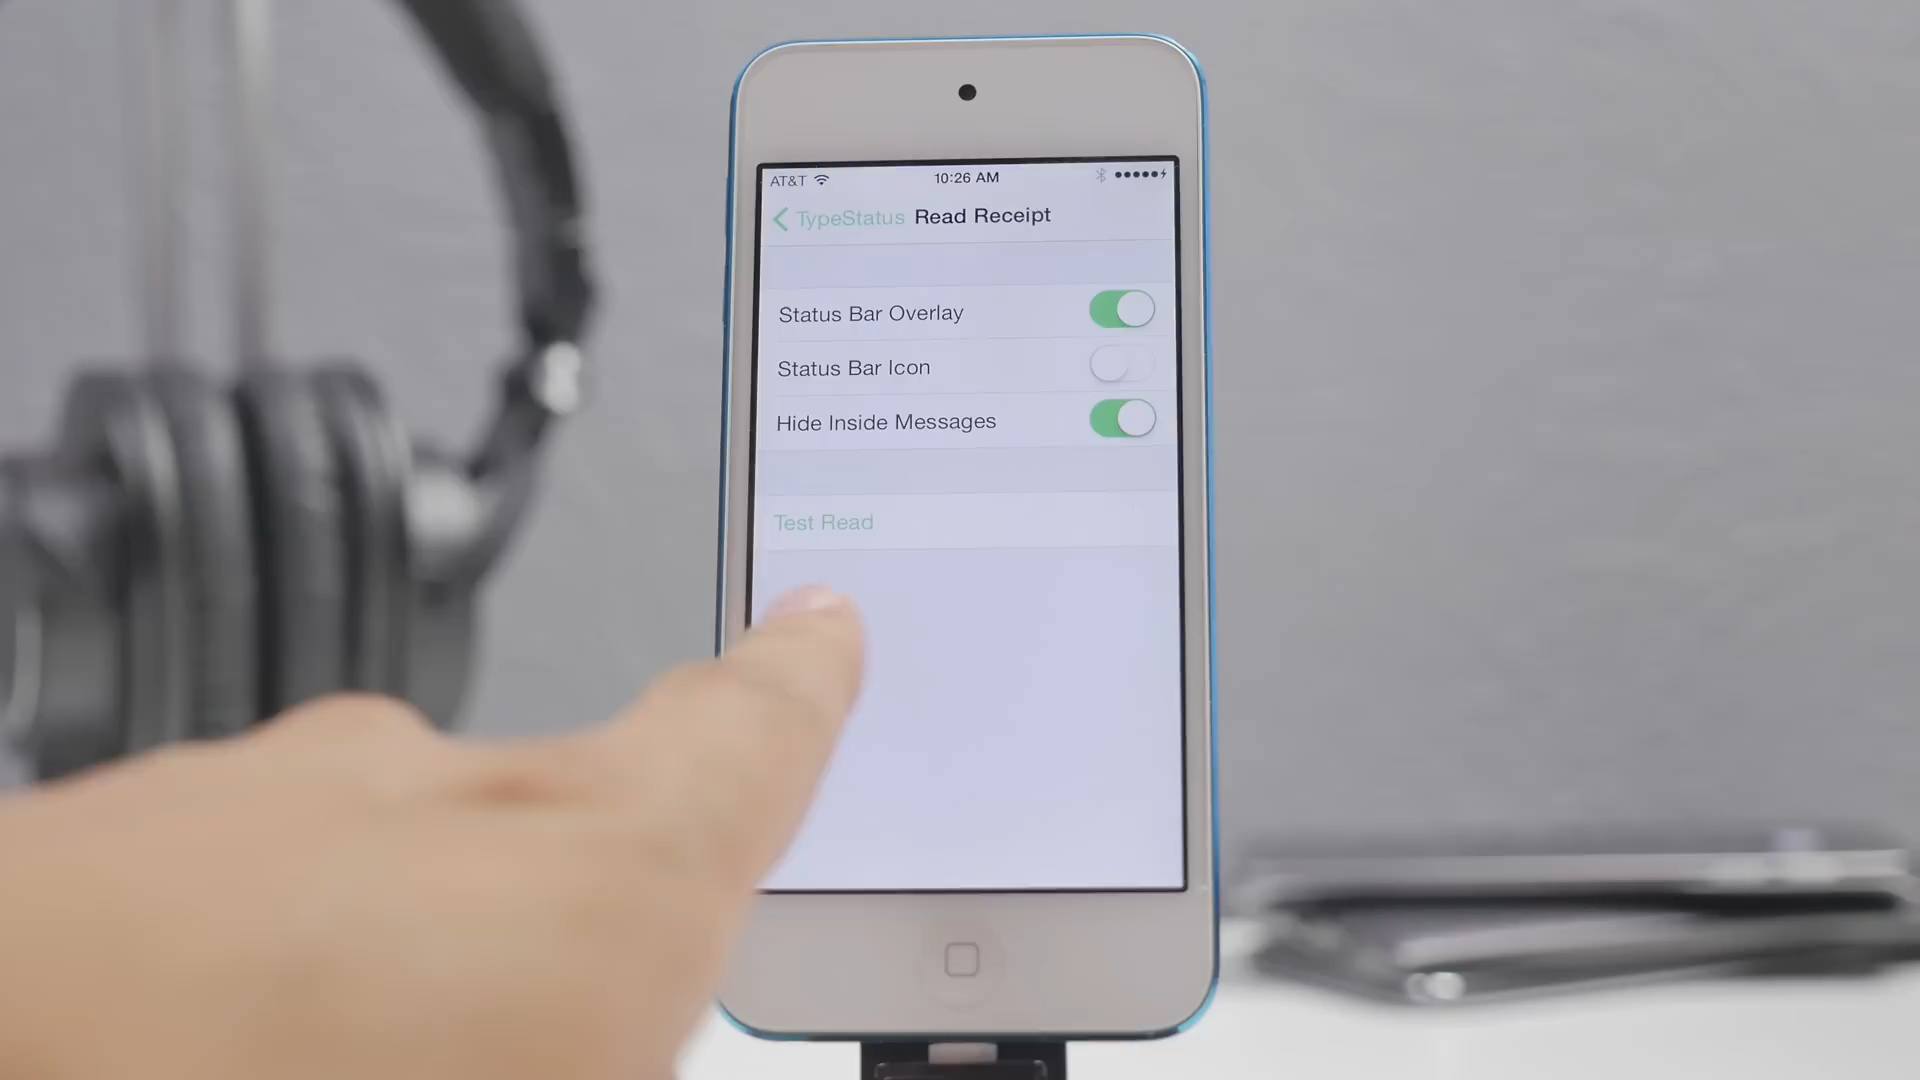 AT&T 10:26 AM
TypeStatus Read Receipt
Status Bar Overlay
Status Bar Icon
Hide Inside Messages
Test Read